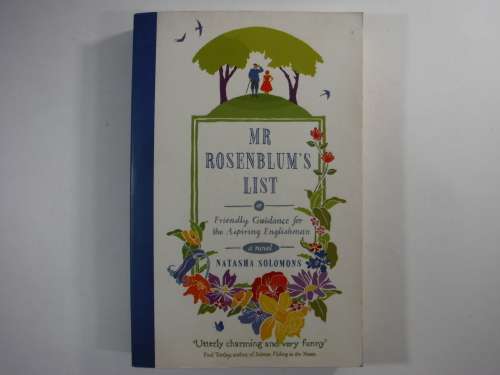 MR
ROSENBLUM'S
LIST
or
Friendly Guidance for
the Aspiring Englishman
a novel
NATASHA SOLOMONS
'Utterly charming and very funny'
Paul Torday, author of Salmon Fishing in the Yemen